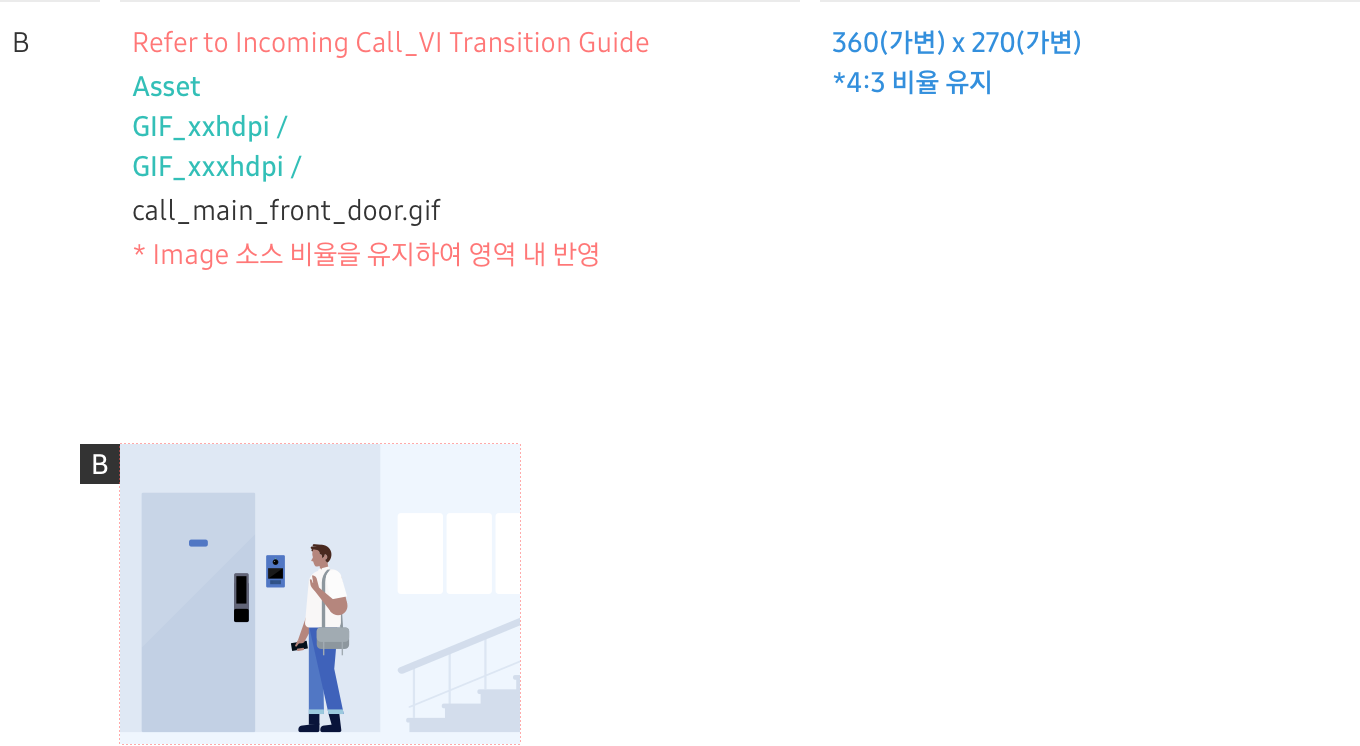 B
Refer to Incoming Call_VI Transition Guide
Asset
GIF_xxhdpi /
GIF_xxxhdpi /
call_main_front_door.gif
* Image 소스 비율을 유지하여 영역 내 반영
360(가변) x 270(가변)
*4:3 비율 유지
B